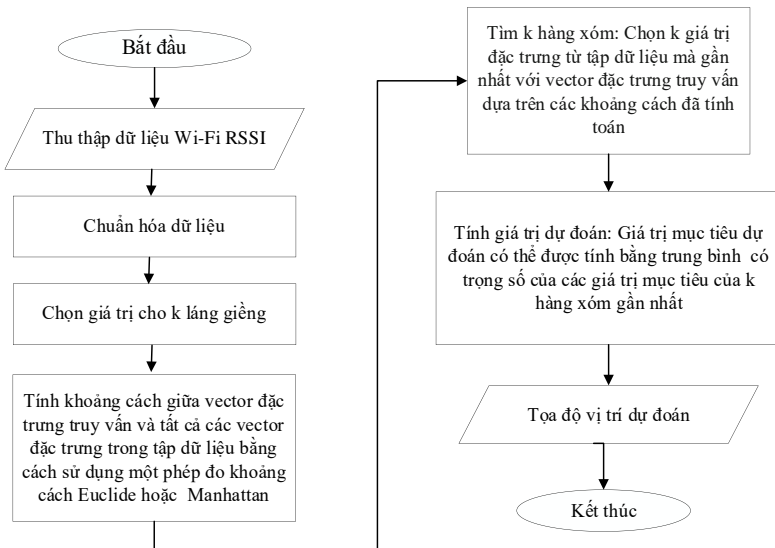 Bắt đầu
Thu thập dữ liệu Wi-Fi RSSI
Chuẩn hóa dữ liệu
Chọn giá trị cho k láng giềng
Tính khoảng cách giữa vector đặc
trưng truy vấn và tất cả các vector
đặc trưng trong tập dữ liệu bằng
cách sử dụng một phép đo khoảng
cách Euclide hoặc Manhattan
Tìm k hàng xóm: Chọn k giá trị
đặc trưng từ tập dữ liệu mà gần
nhất với vector đặc trưng truy vấn
dựa trên các khoảng cách đã tính
toán
Tính giá trị dự đoán: Giá trị mục tiêu dự
đoán có thể được tính bằng trung bình có
trọng số của các giá trị mục tiêu của k
hàng xóm gần nhất
Tọa độ vị trí dự đoán
Kết thúc